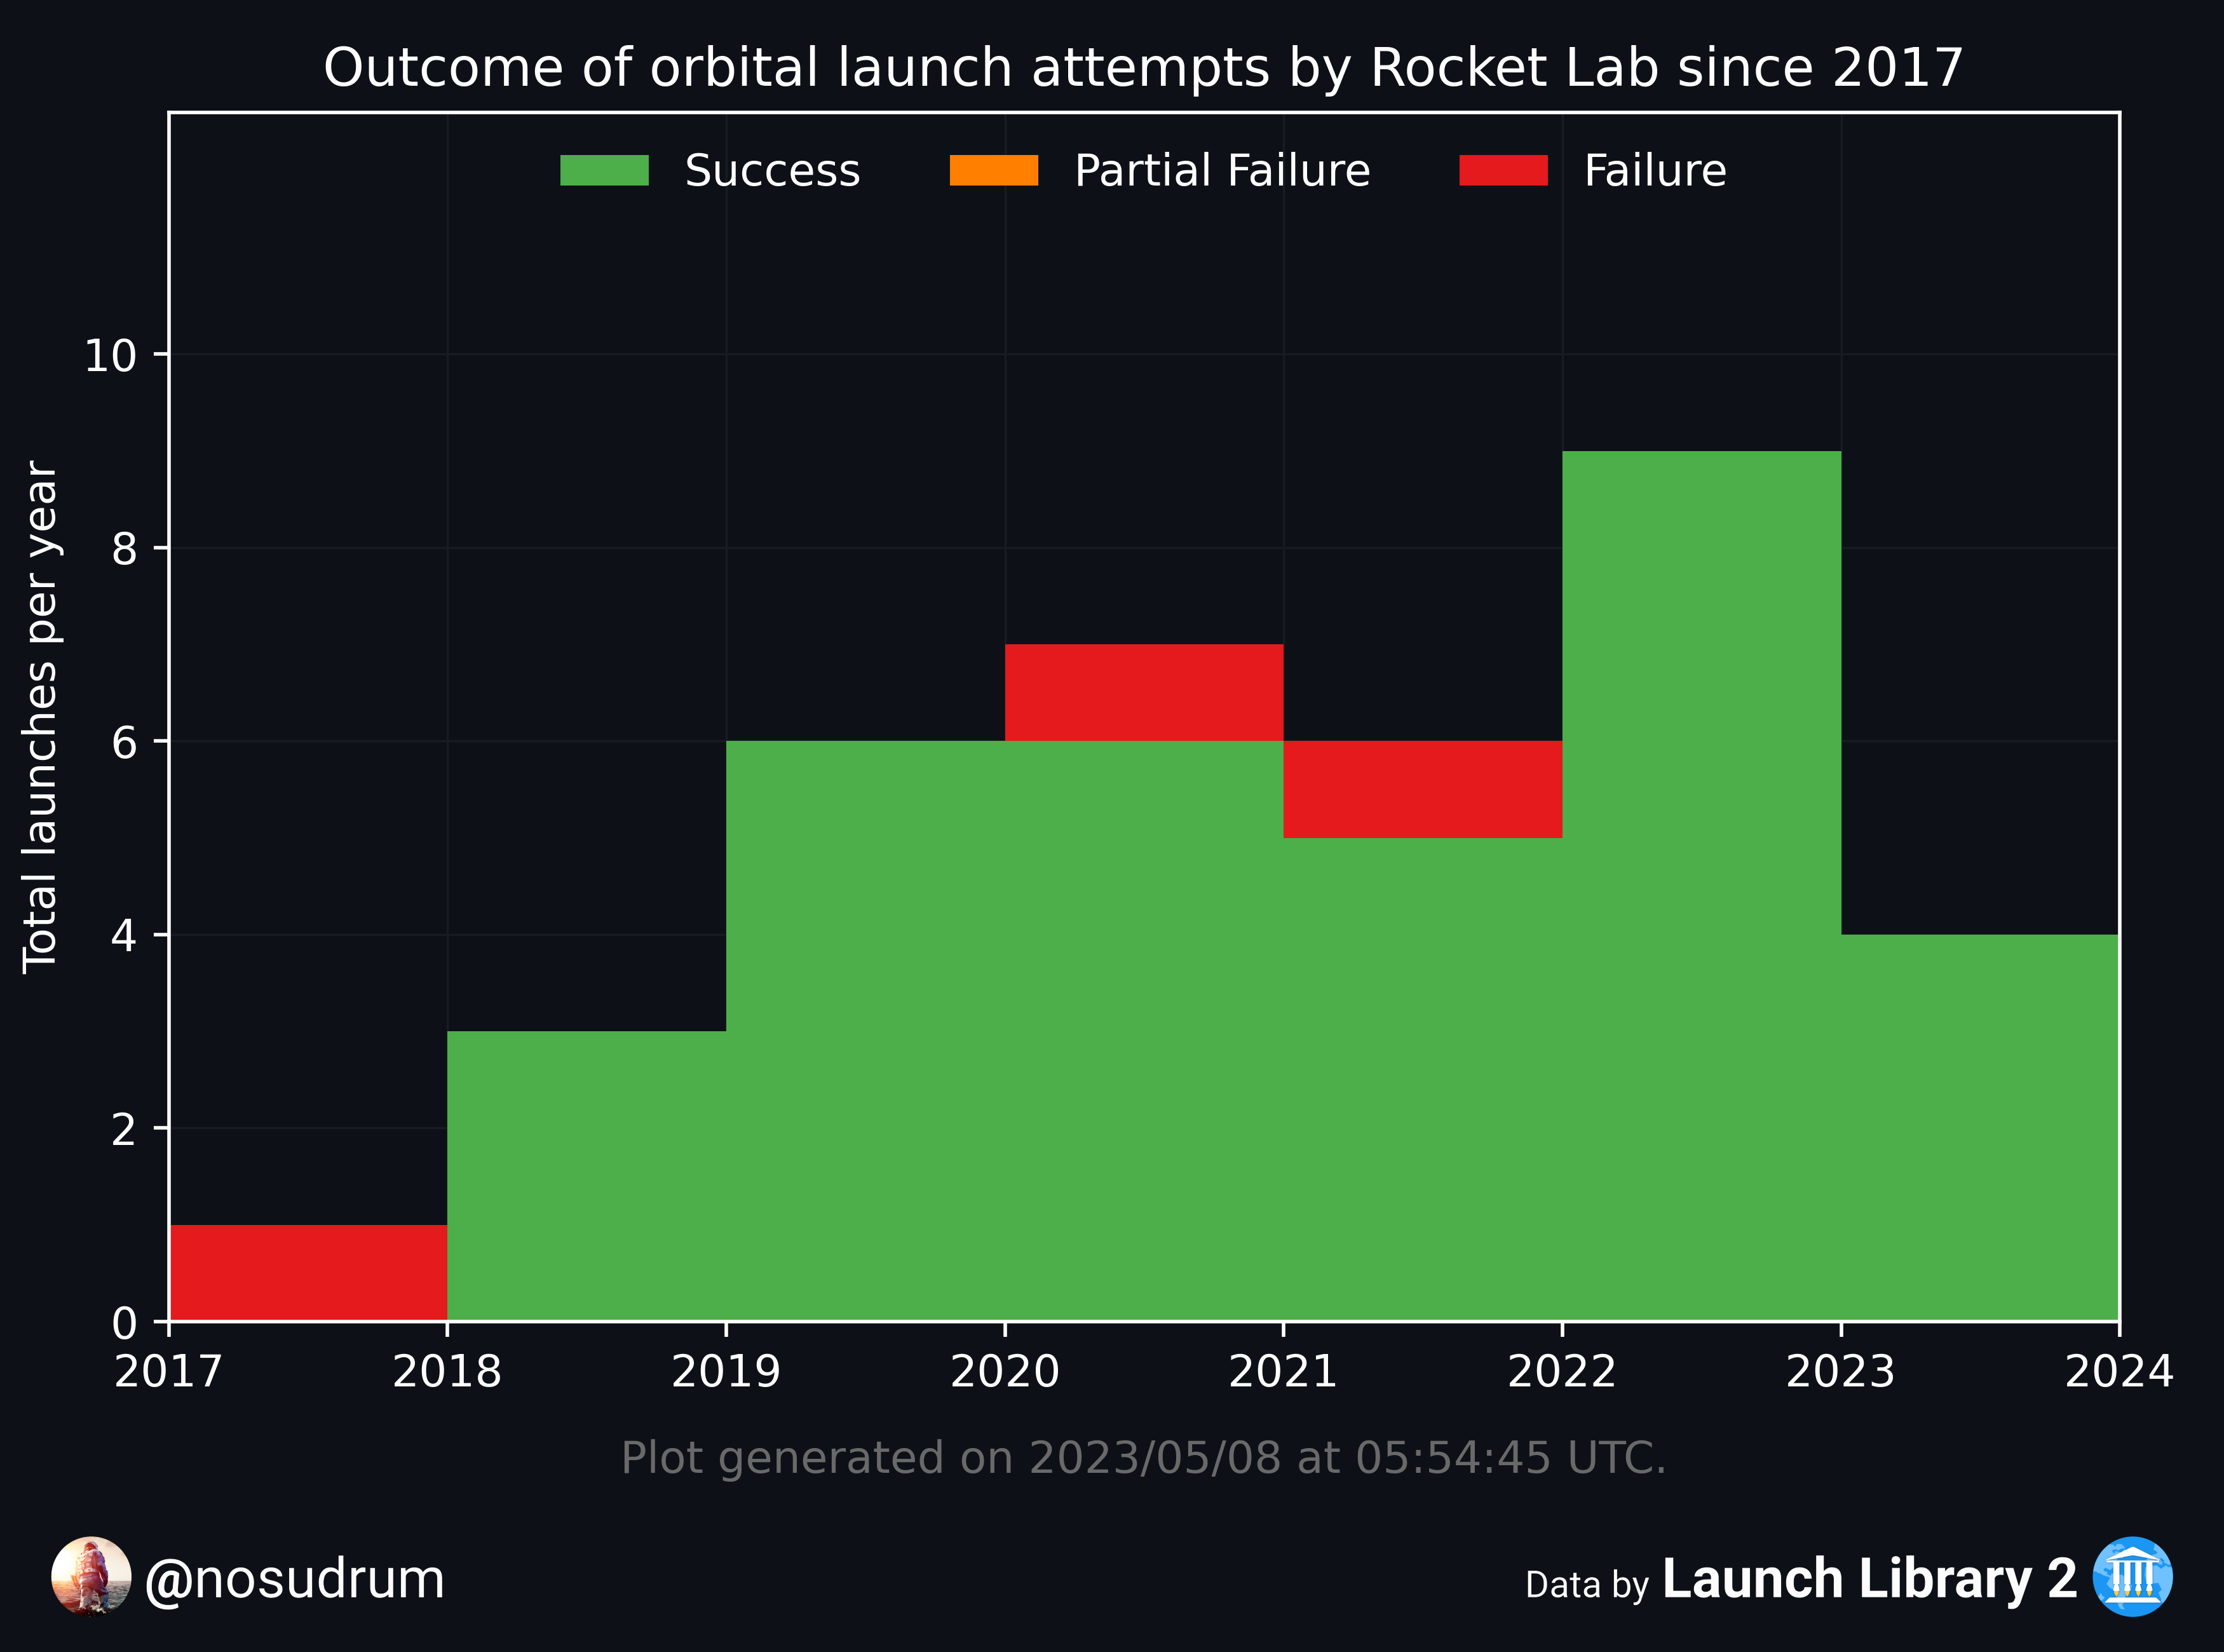 Outcome of orbital launch attempts by Rocket Lab since 2017
Success Partial Failure Failure
Total launches per year
10
8
6
4
2
0
2017 2018 2019 2020 2021 2022 2023 2024
Plot generated on 2023/05/08 at 05:54:45 UTC.
@nosudrum
Data by Launch Library 2